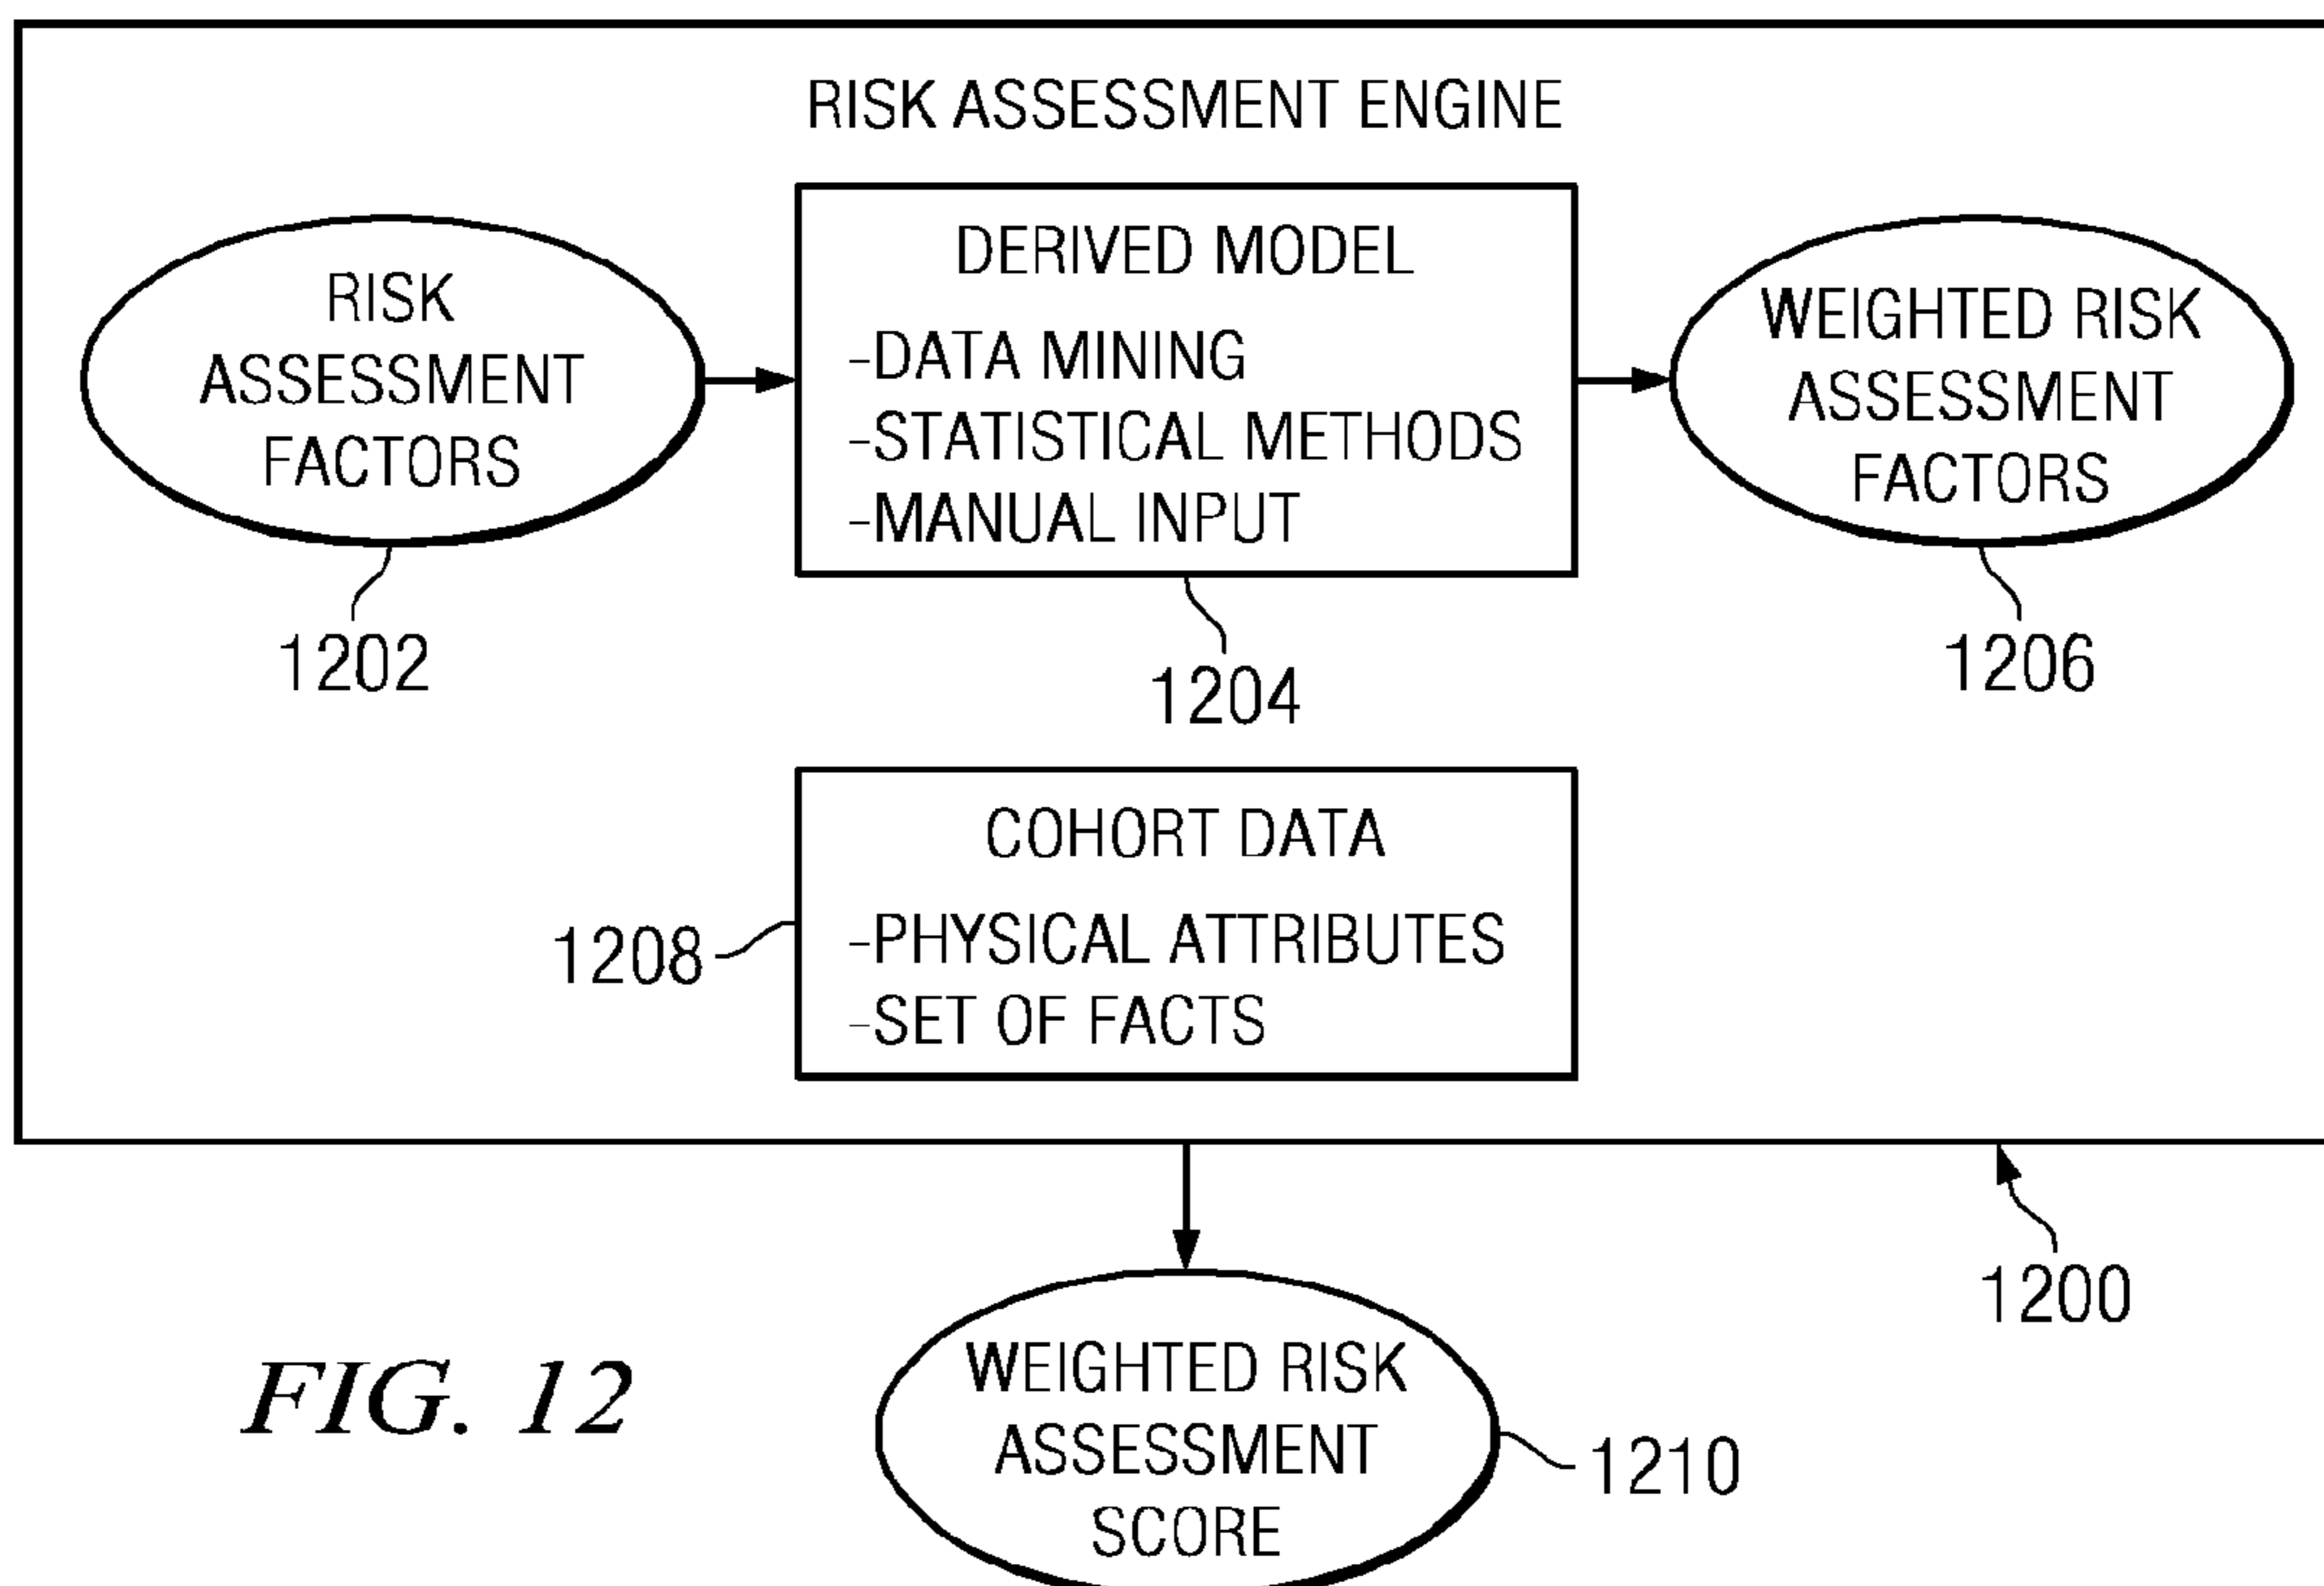 RISK ASSESSMENT ENGINE
RISK
ASSESSMENT
FACTORS
1202
DERIVED MODEL
-DATA MINING
-STATISTICAL METHODS
-MANUAL INPUT
1204
WEIGHTED RISK
ASSESSMENT
FACTORS
1206
COHORT DATA
-PHYSICAL ATTRIBUTES
-SET OF FACTS
1208
1200
WEIGHTED RISK
ASSESSMENT
SCORE
1210
FIG. 12